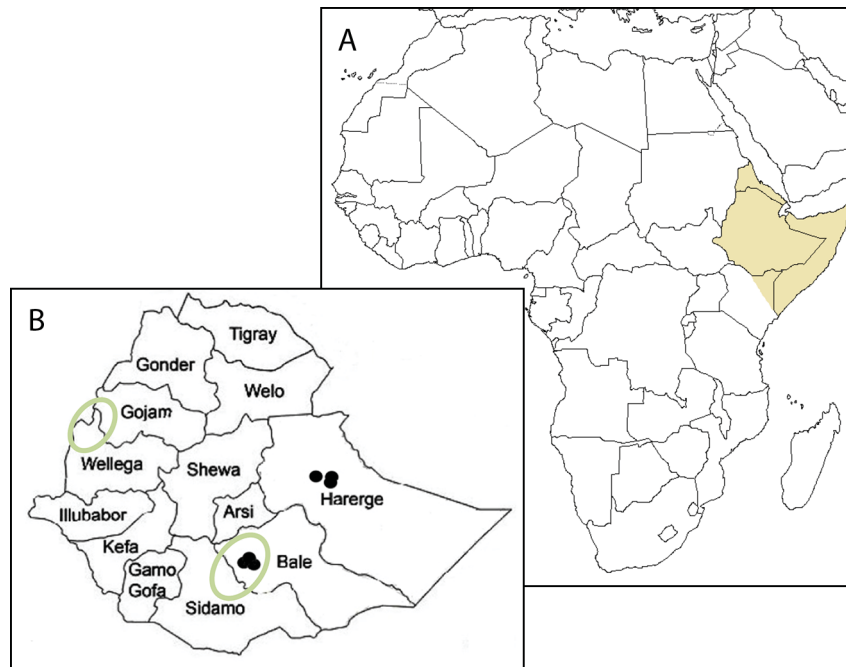 A
B
Tigray
Gonder
Welo
Gojam
Wellega
Shewa
Harerge
Illubabor
Arsi
Kefa
Bale
Gamo
Gofa
Sidamo